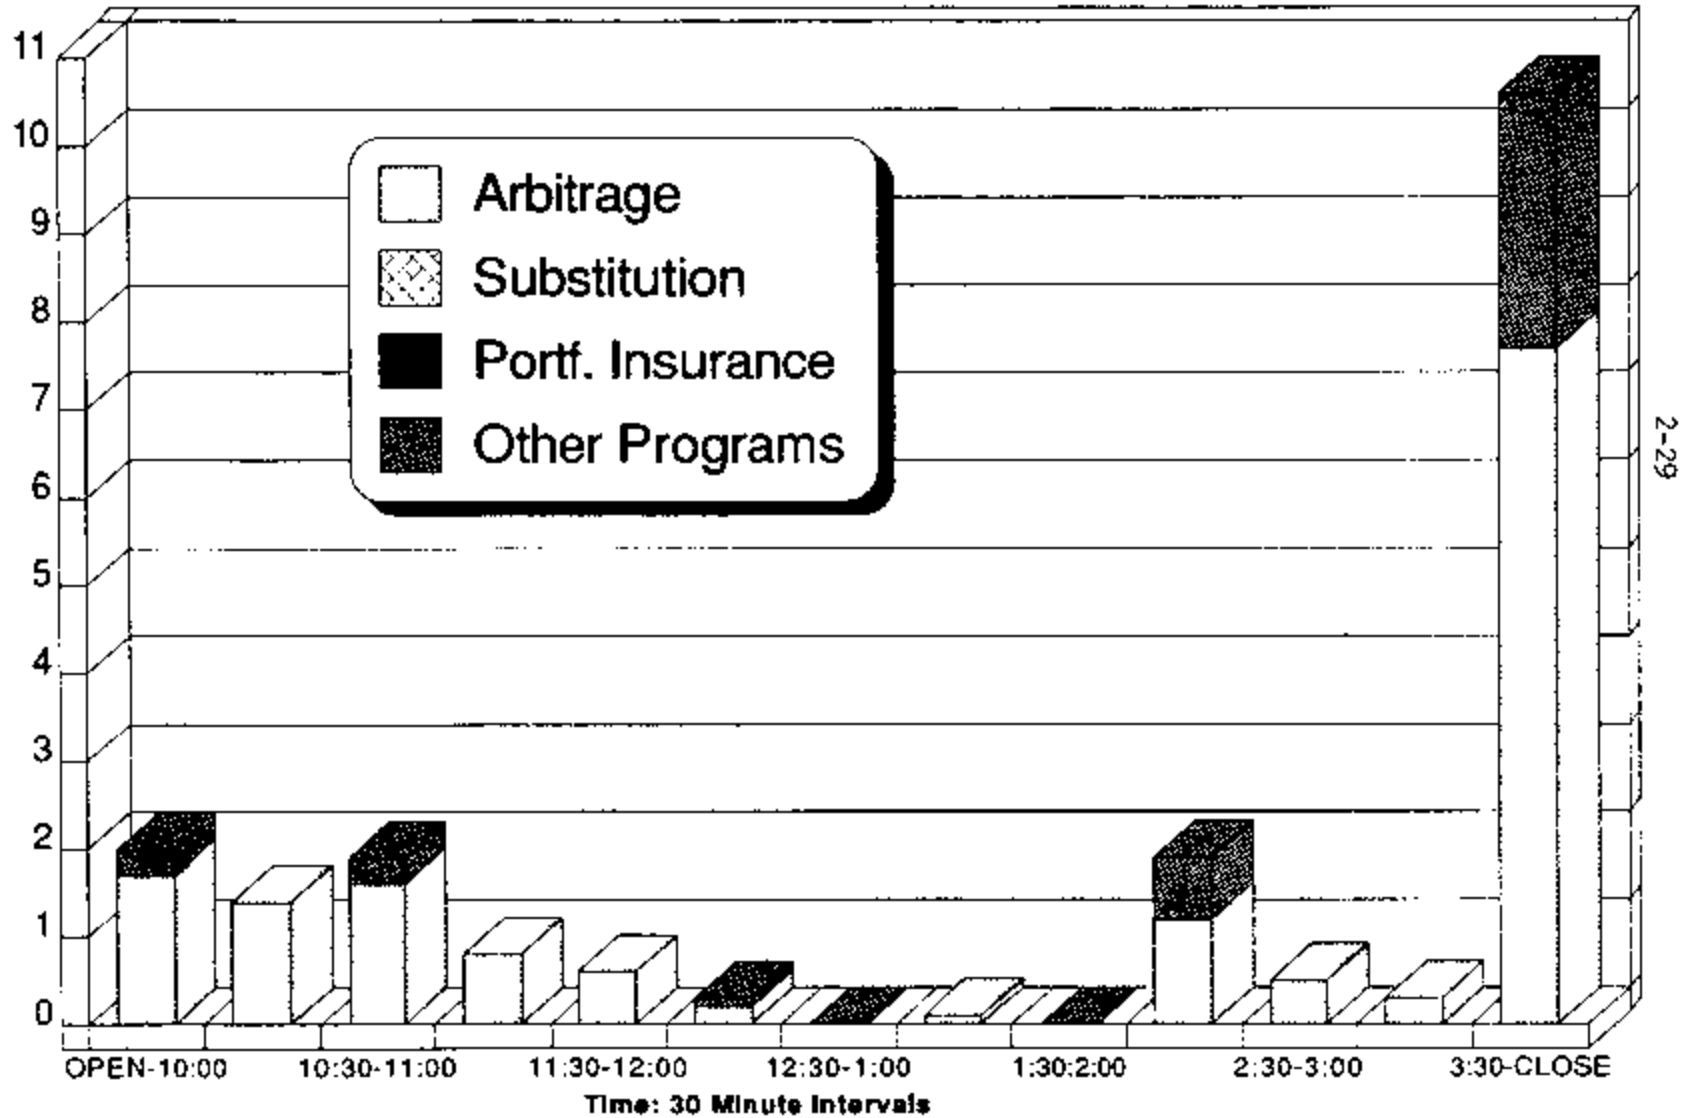 11
10
9
8
7
6
5
4
3
2
1
0
Arbitrage
Substitution
Portf. Insurance
Other Programs
2-29
OPEN-10:00 10:30-11:00 11:30-12:00 12:30-1:00 1:30:2:00 2:30-3:00 3:30-CLOSE
Time: 30 Minute Intervals